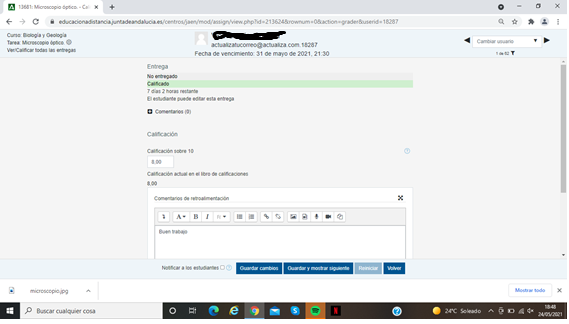 13881: Microscopio óptico. - Cal
educacionadistancia.juntadeandalucia.es/centros/jaen/mod/assign/view.php?id=213624&rownum=0&action=grader&userid=18287
Curso: Biología y Geología
Tarea: Microscopio óptico
Ver/Calificar todas las entregas
actualizatucorreo@actualiza.com.18287
Fecha de vencimiento: 31 de mayo de 2021, 21:30
Cambiar usuario
1 de 62
Entrega
No entregado
Calificado
7 días 2 horas restante
El estudiante puede editar esta entrega
Comentarios (0)
Calificación
Calificación sobre 10
8,00
Calificación actual en el libro de calificaciones
8,00
Comentarios de retroalimentación
A B I
Buen trabajo
Notificar a los estudiantes
Guardar cambios
Guardar y mostrar siguiente
Reiniciar
Volver
microscopio.jpg
Mostrar todo
Buscar cualquier cosa
24°C Soleado
18:48
24/05/2021